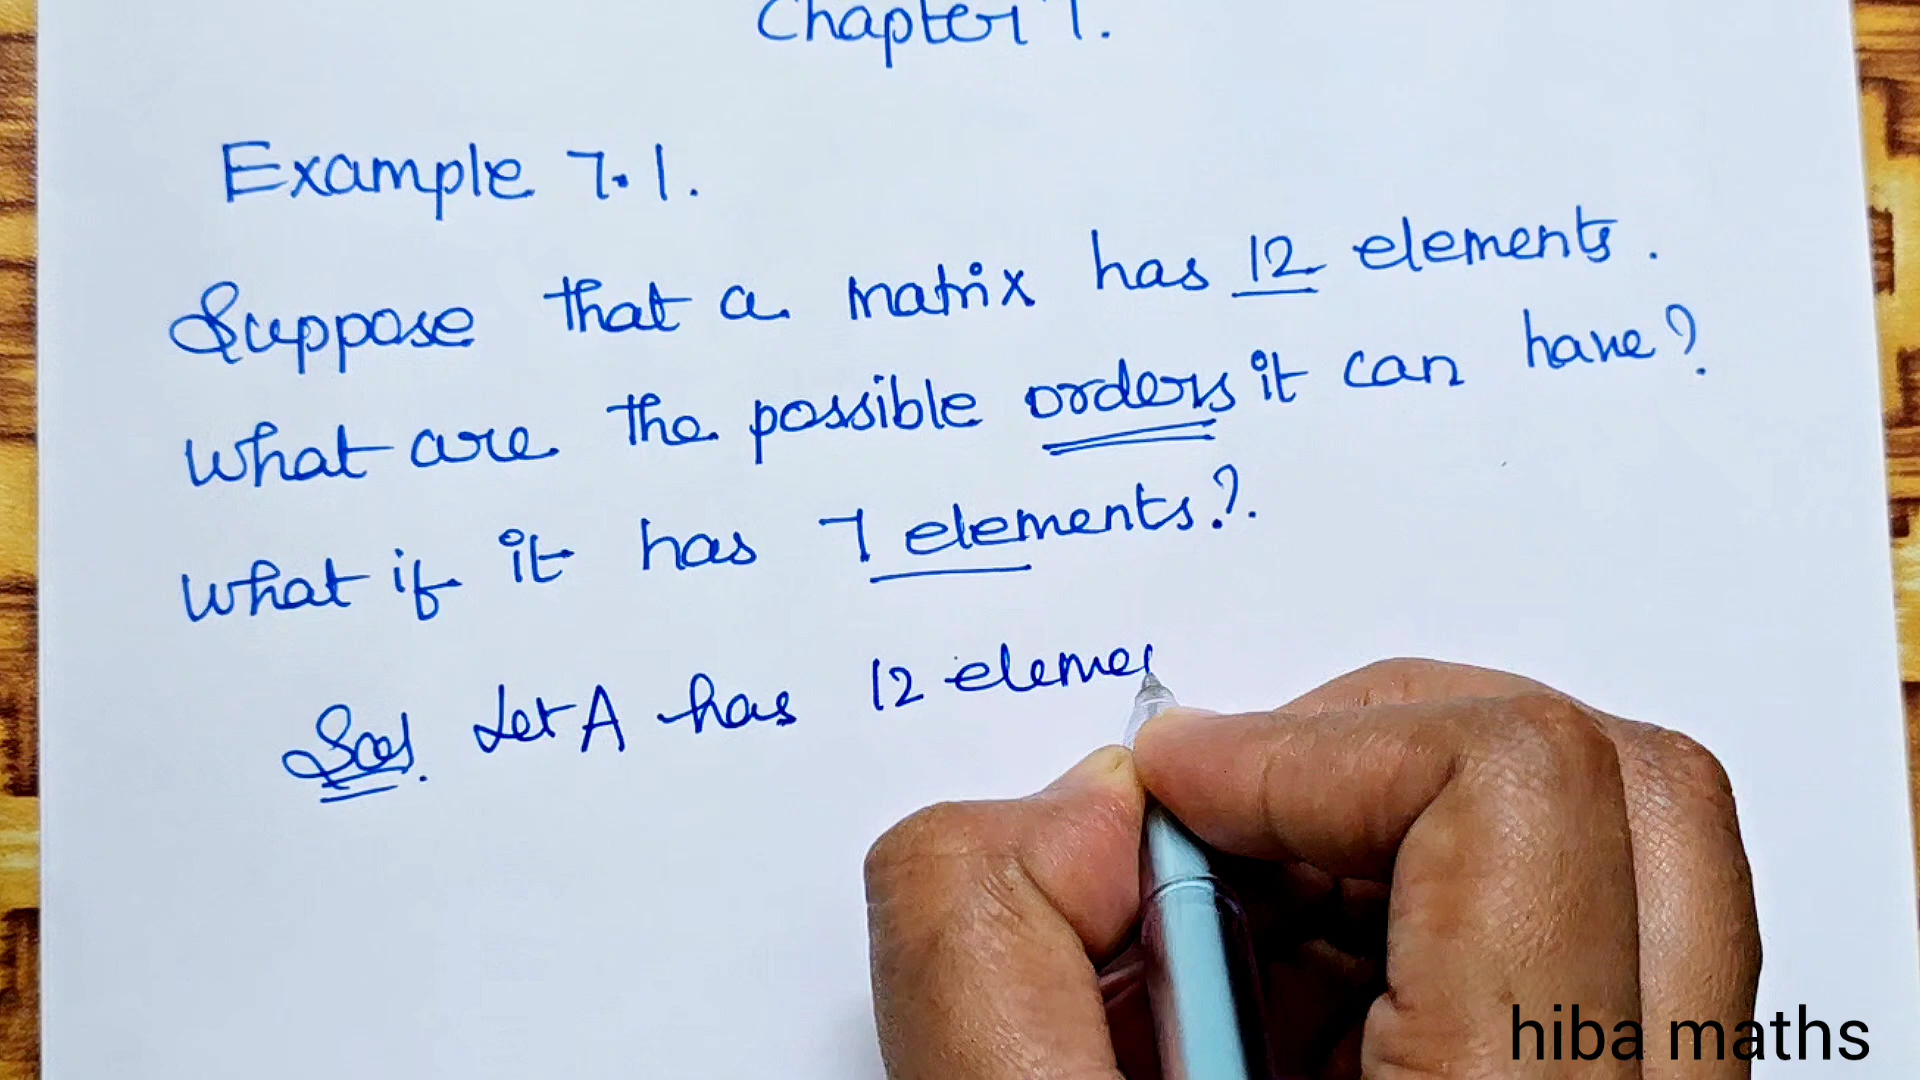 Chapter 7.
Example 7.1.
Suppose that a matrix has 12 elements.
What are the possible orders it can have?
What if it has 7 elements?.
Sol. Let A has 12 eleme
hiba maths